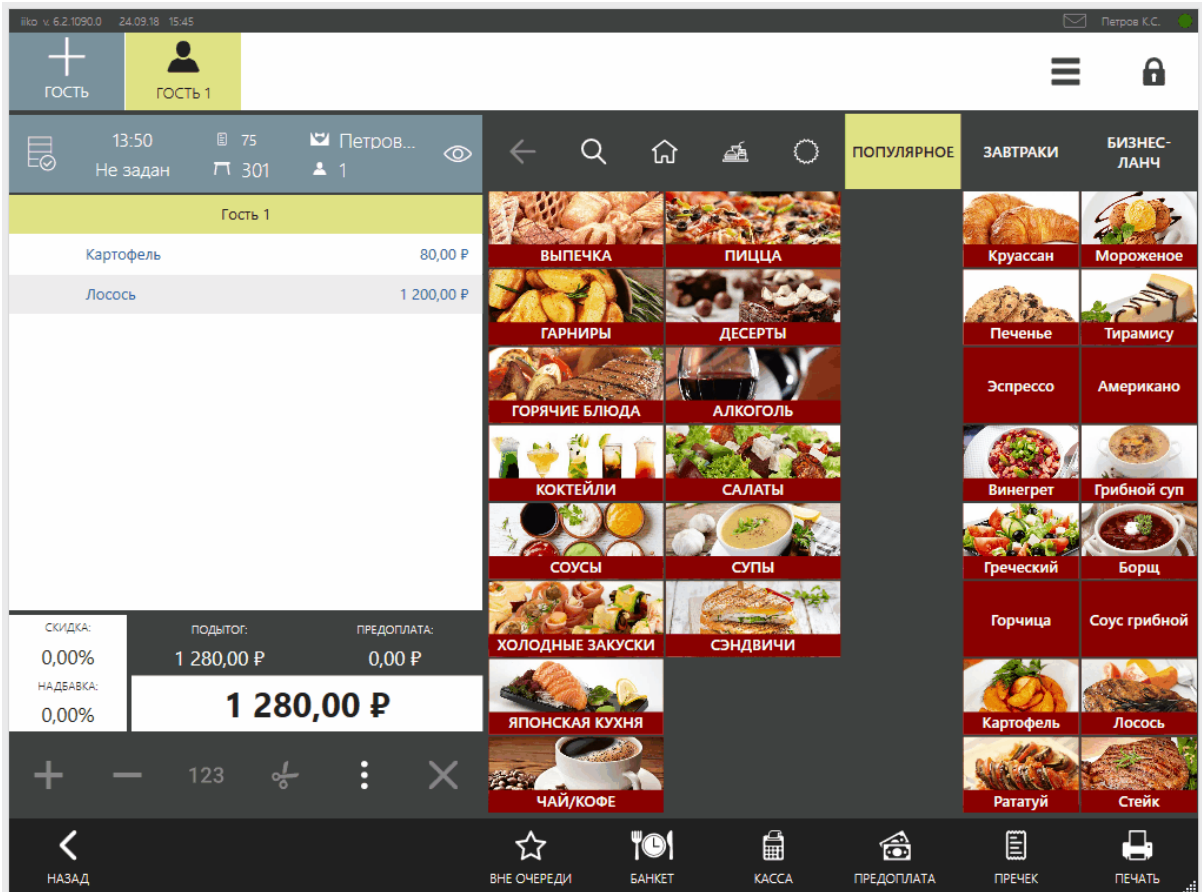 iiko v. 6.2.1090.0 24.09.18 15:45 Петров К.С.
ГОСТЬ ГОСТЬ 1
13:50 75 Петров...
Не задан 301 1
ПОПУЛЯРНОЕ ЗАВТРАКИ БИЗНЕС-
ЛАНЧ
Гость 1
Картофель 80,00 ₽
Лосось 1 200,00 ₽
СКИДКА: ПОДЫТОГ: ПРЕДОПЛАТА:
0,00% 1 280,00 ₽ 0,00 ₽
НАДБАВКА:
0,00% 1 280,00 ₽
123
ВЫПЕЧКА ПИЦЦА Круассан Мороженое
ГАРНИРЫ ДЕСЕРТЫ Печенье Тирамису
ГОРЯЧИЕ БЛЮДА АЛКОГОЛЬ Эспрессо Американо
КОКТЕЙЛИ САЛАТЫ Винегрет Грибной суп
СОУСЫ СУПЫ Греческий Борщ
ХОЛОДНЫЕ ЗАКУСКИ СЭНДВИЧИ Горчица Соус грибной
ЯПОНСКАЯ КУХНЯ Картофель Лосось
ЧАЙ/КОФЕ Рататуй Стейк
НАЗАД ВНЕ ОЧЕРЕДИ БАНКЕТ КАССА ПРЕДОПЛАТА ПРЕЧЕК ПЕЧАТЬ